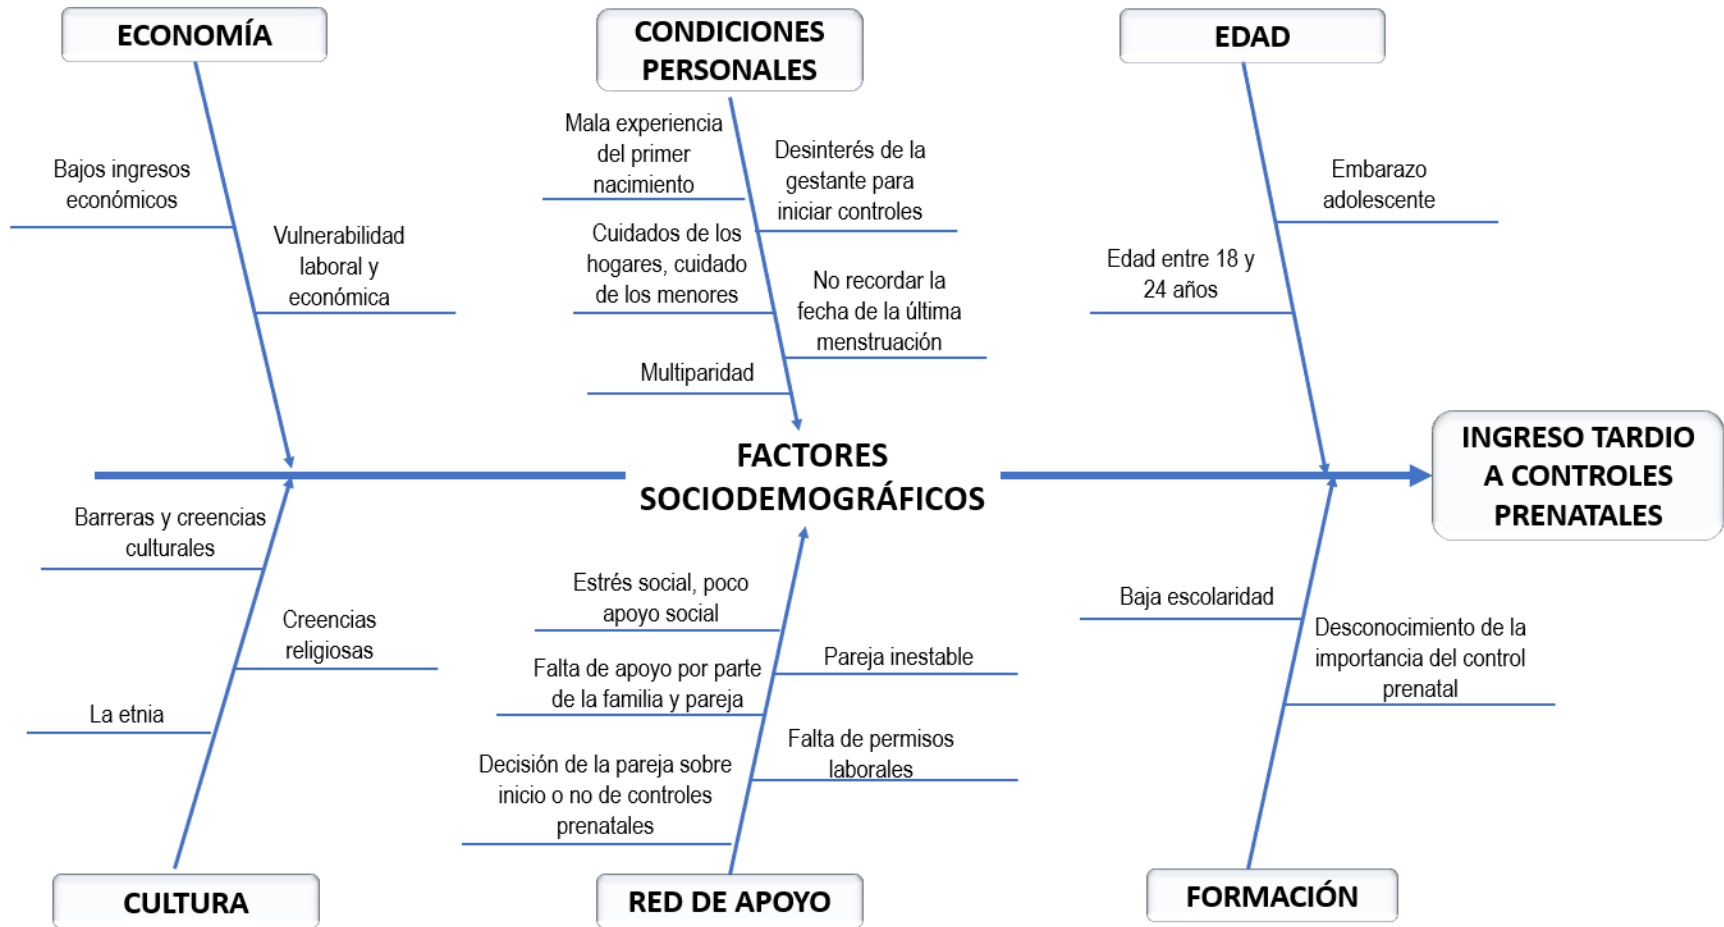 ECONOMÍA
Bajos ingresos
económicos
Vulnerabilidad
laboral y
económica
CONDICIONES
PERSONALES
Mala experiencia
del primer
nacimiento
Desinterés de la
gestante para
iniciar controles
Cuidados de los
hogares, cuidado
de los menores
No recordar la
fecha de la última
menstruación
Multiparidad
EDAD
Embarazo
adolescente
Edad entre 18 y
24 años
FACTORES
SOCIODEMOGRÁFICOS
INGRESO TARDIO
A CONTROLES
PRENATALES
Barreras y creencias
culturales
Creencias
religiosas
La etnia
CULTURA
Estrés social, poco
apoyo social
Pareja inestable
Falta de apoyo por parte
de la familia y pareja
Falta de permisos
laborales
Decisión de la pareja sobre
inicio o no de controles
prenatales
RED DE APOYO
Baja escolaridad
Desconocimiento de la
importancia del control
prenatal
FORMACIÓN